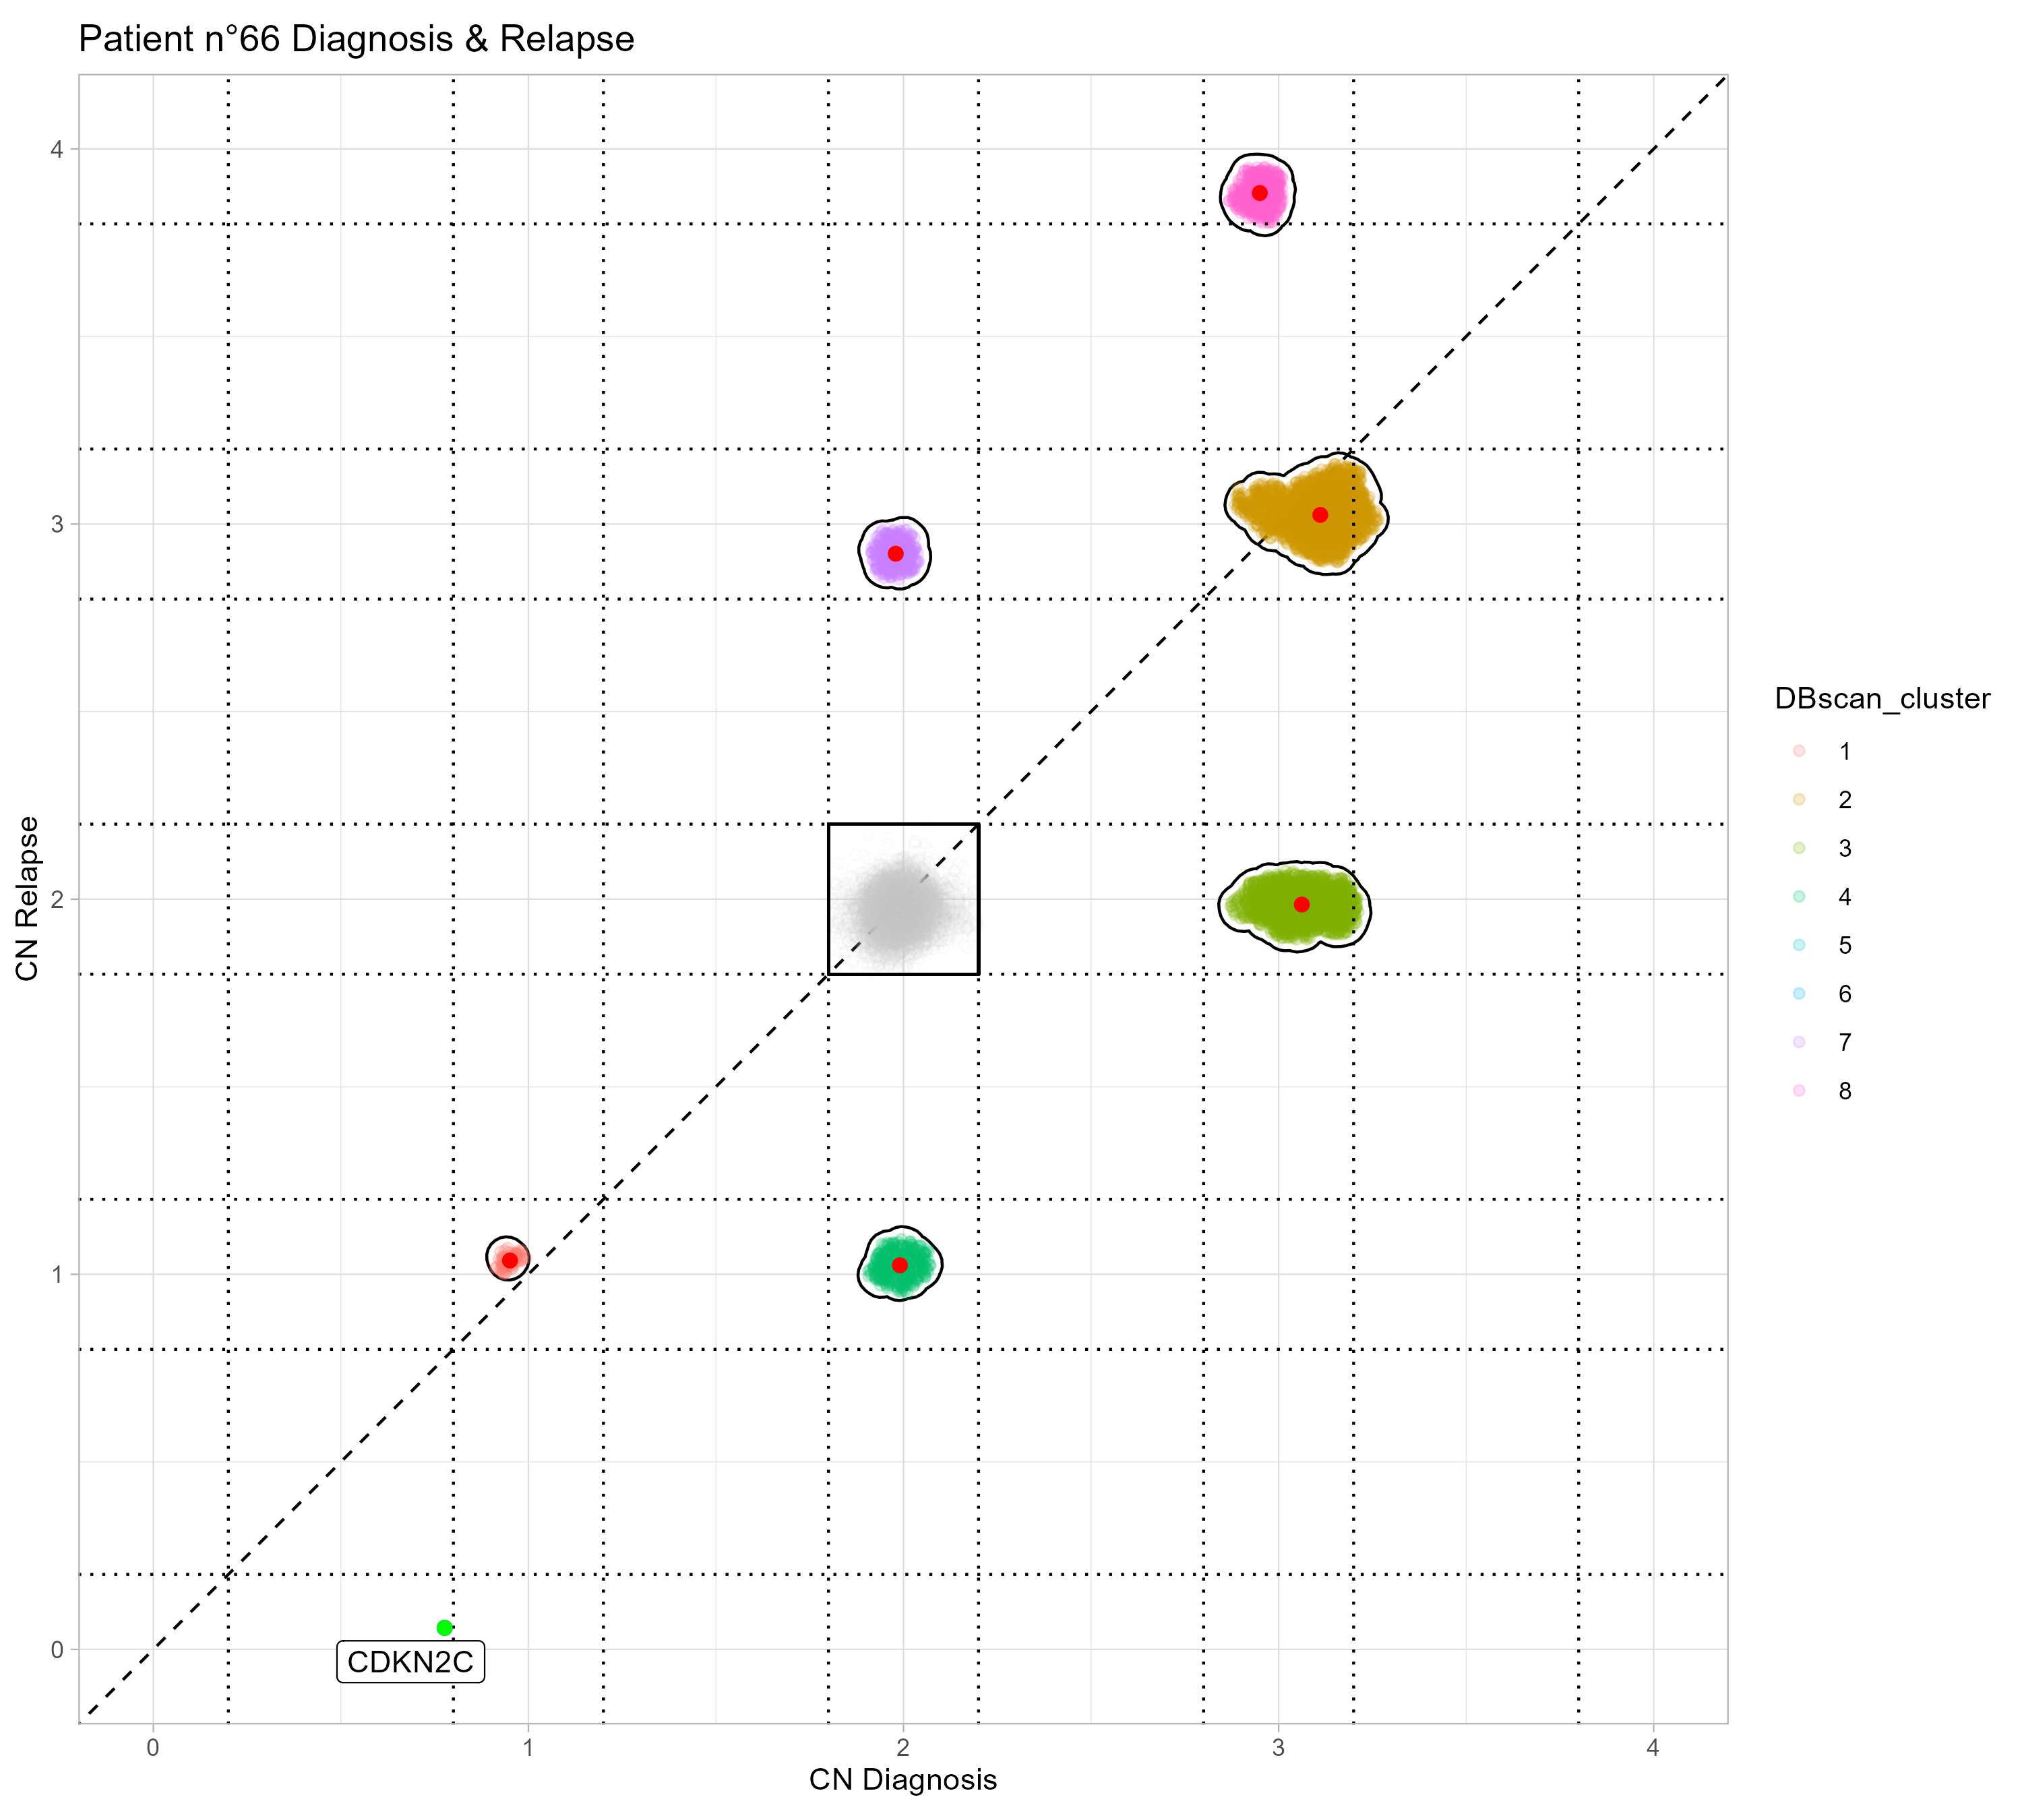 Patient n°66 Diagnosis & Relapse
4
3
2
1
0
CN Relapse
CDKN2C
0 1 2 3 4
CN Diagnosis
DBscan_cluster
1
2
3
4
5
6
7
8